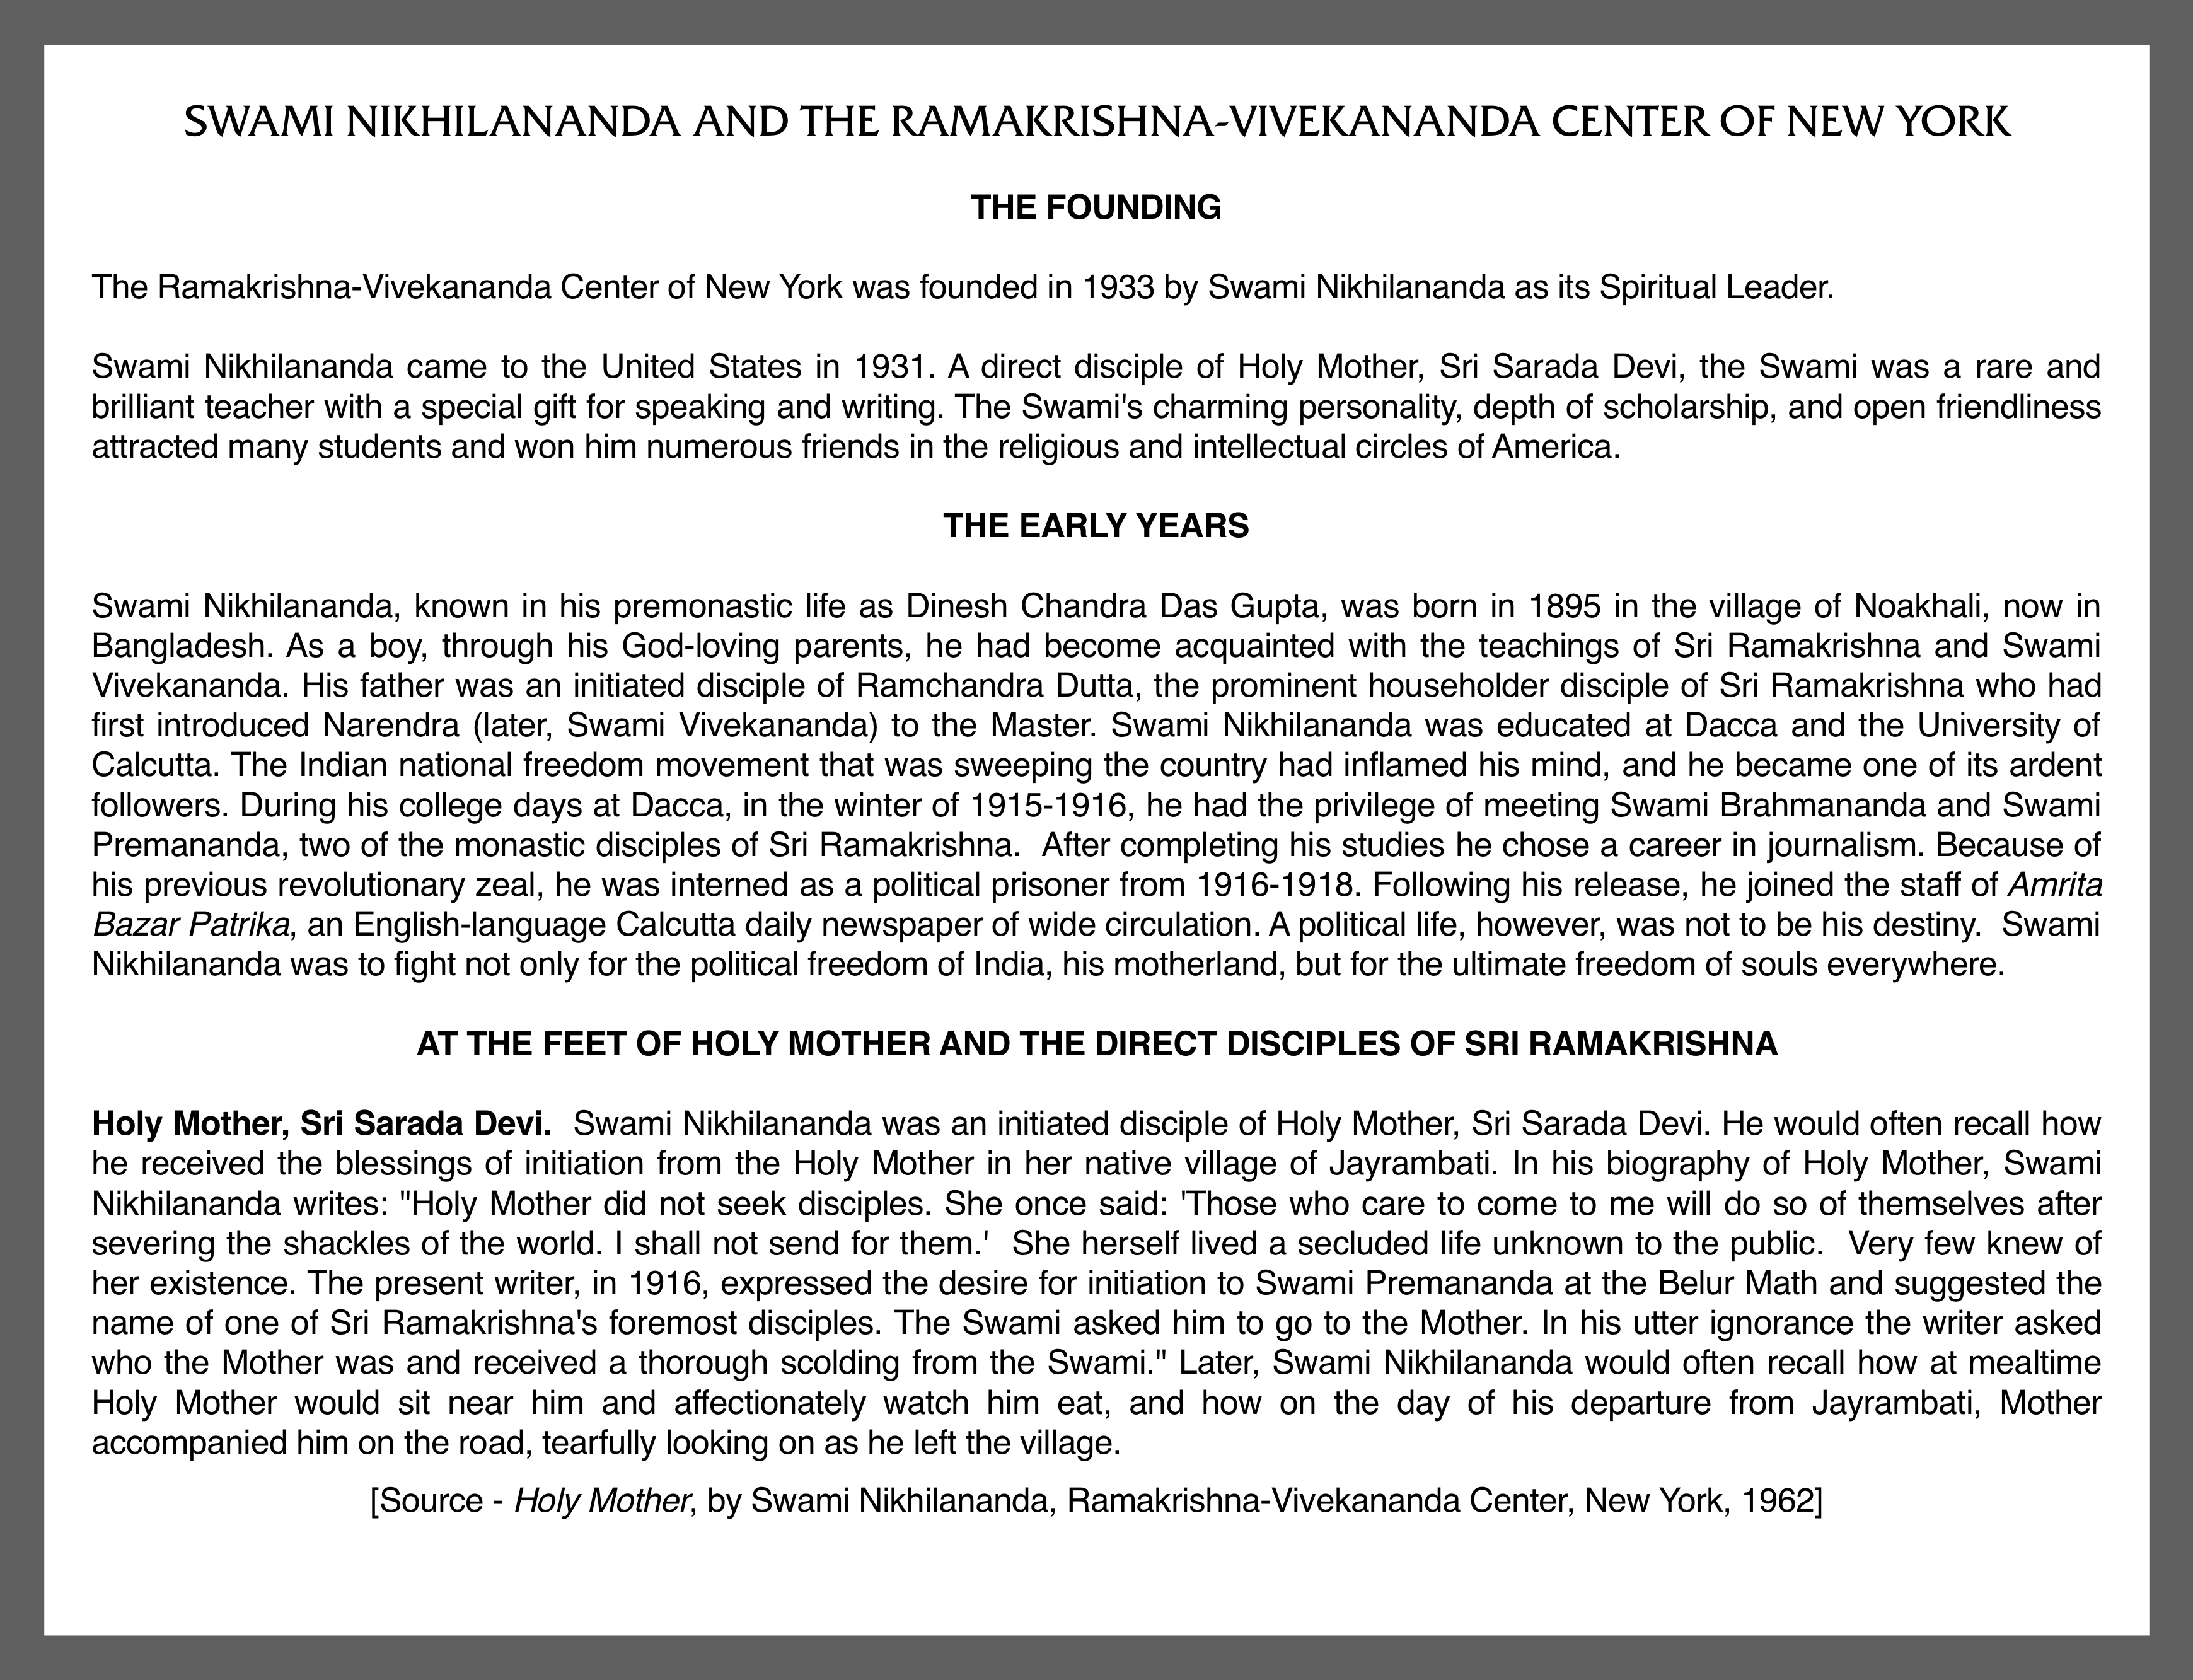 SWAMI NIKHILANANDA AND THE RAMAKRISHNA-VIVEKANANDA CENTER OF NEW YORK
THE FOUNDING
The Ramakrishna-Vivekananda Center of New York was founded in 1933 by Swami Nikhilananda as its Spiritual Leader.
Swami Nikhilananda came to the United States in 1931. A direct disciple of Holy Mother, Sri Sarada Devi, the Swami was a rare and
brilliant teacher with a special gift for speaking and writing. The Swami's charming personality, depth of scholarship, and open friendliness
attracted many students and won him numerous friends in the religious and intellectual circles of America.
THE EARLY YEARS
Swami Nikhilananda, known in his premonastic life as Dinesh Chandra Das Gupta, was born in 1895 in the village of Noakhali, now in
Bangladesh. As a boy, through his God-loving parents, he had become acquainted with the teachings of Sri Ramakrishna and Swami
Vivekananda. His father was an initiated disciple of Ramchandra Dutta, the prominent householder disciple of Sri Ramakrishna who had
first introduced Narendra (later, Swami Vivekananda) to the Master. Swami Nikhilananda was educated at Dacca and the University of
Calcutta. The Indian national freedom movement that was sweeping the country had inflamed his mind, and he became one of its ardent
followers. During his college days at Dacca, in the winter of 1915-1916, he had the privilege of meeting Swami Brahmananda and Swami
Premananda, two of the monastic disciples of Sri Ramakrishna.  After completing his studies he chose a career in journalism. Because of
his previous revolutionary zeal, he was interned as a political prisoner from 1916-1918. Following his release, he joined the staff of Amrita
Bazar Patrika, an English-language Calcutta daily newspaper of wide circulation. A political life, however, was not to be his destiny.  Swami
Nikhilananda was to fight not only for the political freedom of India, his motherland, but for the ultimate freedom of souls everywhere.
AT THE FEET OF HOLY MOTHER AND THE DIRECT DISCIPLES OF SRI RAMAKRISHNA
Holy Mother, Sri Sarada Devi.  Swami Nikhilananda was an initiated disciple of Holy Mother, Sri Sarada Devi. He would often recall how
he received the blessings of initiation from the Holy Mother in her native village of Jayrambati. In his biography of Holy Mother, Swami
Nikhilananda writes: "Holy Mother did not seek disciples. She once said: 'Those who care to come to me will do so of themselves after
severing the shackles of the world. I shall not send for them.'  She herself lived a secluded life unknown to the public.  Very few knew of
her existence. The present writer, in 1916, expressed the desire for initiation to Swami Premananda at the Belur Math and suggested the
name of one of Sri Ramakrishna's foremost disciples. The Swami asked him to go to the Mother. In his utter ignorance the writer asked
who the Mother was and received a thorough scolding from the Swami." Later, Swami Nikhilananda would often recall how at mealtime
Holy Mother would sit near him and affectionately watch him eat, and how on the day of his departure from Jayrambati, Mother
accompanied him on the road, tearfully looking on as he left the village.
[Source - Holy Mother, by Swami Nikhilananda, Ramakrishna-Vivekananda Center, New York, 1962]